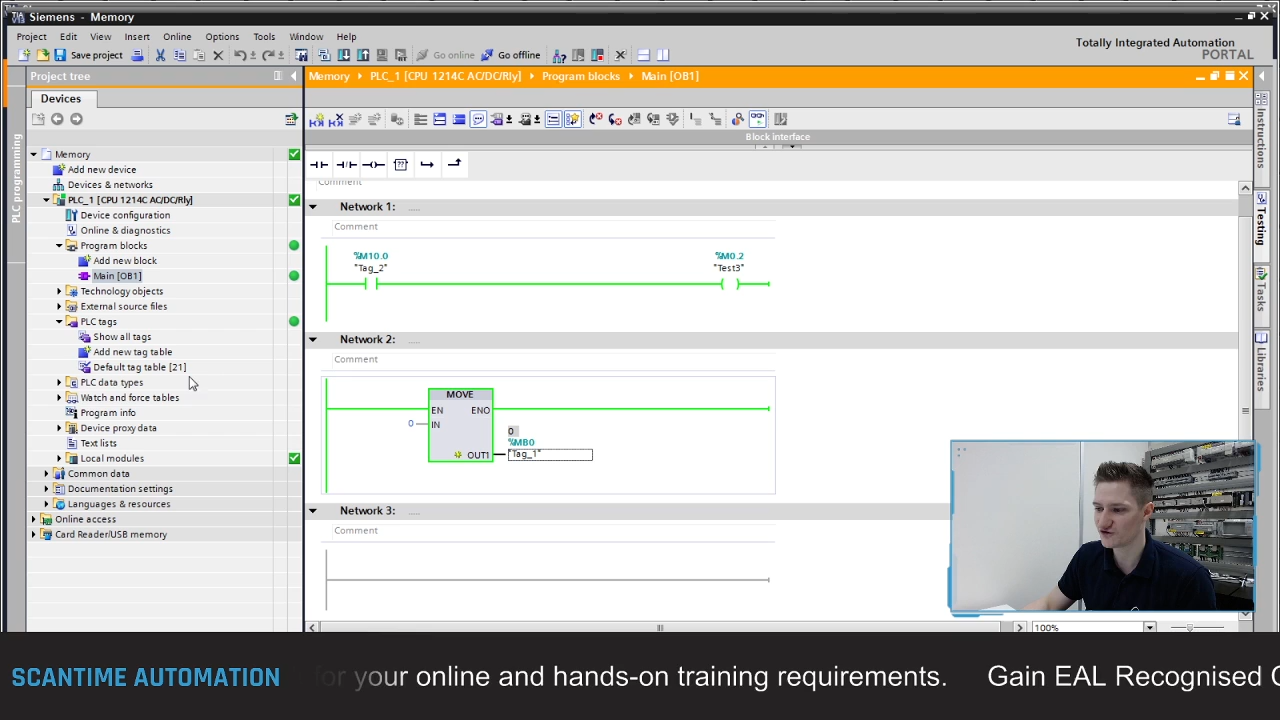 Siemens - Memory
Project Edit View Insert Online Options Tools Window Help
Totally Integrated Automation
PORTAL
Save project
Go online
Go offline
Project tree
Memory PLC_1 [CPU 1214C AC/DC/Rly] Program blocks Main [OB1]
Devices
Block interface
PLC programming
Memory
Add new device
Devices & networks
PLC_1 [CPU 1214C AC/DC/Rly]
Device configuration
Online & diagnostics
Program blocks
Add new block
Main [OB1]
Technology objects
External source files
PLC tags
Show all tags
Add new tag table
Default tag table [21]
PLC data types
Watch and force tables
Program info
Device proxy data
Text lists
Local modules
Common data
Documentation settings
Languages & resources
Online access
Card Reader/USB memory
Comment
Network 1: .....
Comment
%M10.0
"Tag_2"
%M0.2
"Test3"
Network 2: .....
Comment
MOVE
EN ENO
0 IN
OUT1
0
%MB0
"Tag_1"
Network 3: .....
Comment
100%
Instructions
Testing
Tasks
Libraries
SCANTIME AUTOMATION
for your online and hands-on training requirements. Gain EAL Recognised